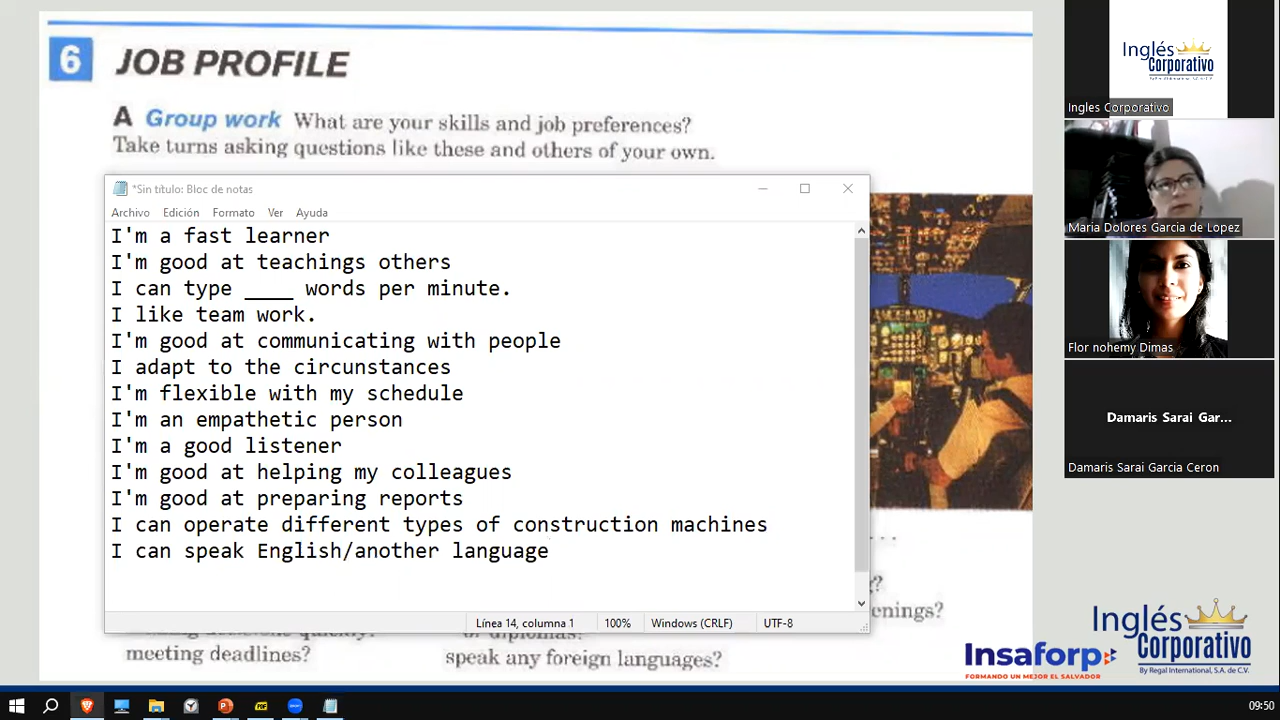 6 JOB PROFILE
A Group work What are your skills and job preferences?
Take turns asking questions like these and others of your own.
*Sin título: Bloc de notas
Archivo Edición Formato Ver Ayuda
I'm a fast learner
I'm good at teachings others
I can type ____ words per minute.
I like team work.
I'm good at communicating with people
I adapt to the circumstances
I'm flexible with my schedule
I'm an empathetic person
I'm a good listener
I'm good at helping my colleagues
I'm good at preparing reports
I can operate different types of construction machines
I can speak English/another language
Línea 14, columna 1 100% Windows (CRLF) UTF-8
...
?
enings?
meeting deadlines?
or diplomas?
speak any foreign languages?
Inglés
Corporativo
Ingles Corporativo
Maria Dolores Garcia de Lopez
Flor nohemy Dimas
Damaris Sarai Gar...
Damaris Sarai Garcia Ceron
Insaforp
FORMANDO UN MEJOR EL SALVADOR
Inglés
Corporativo
By Regal International, S.A. de C.V.
09:50